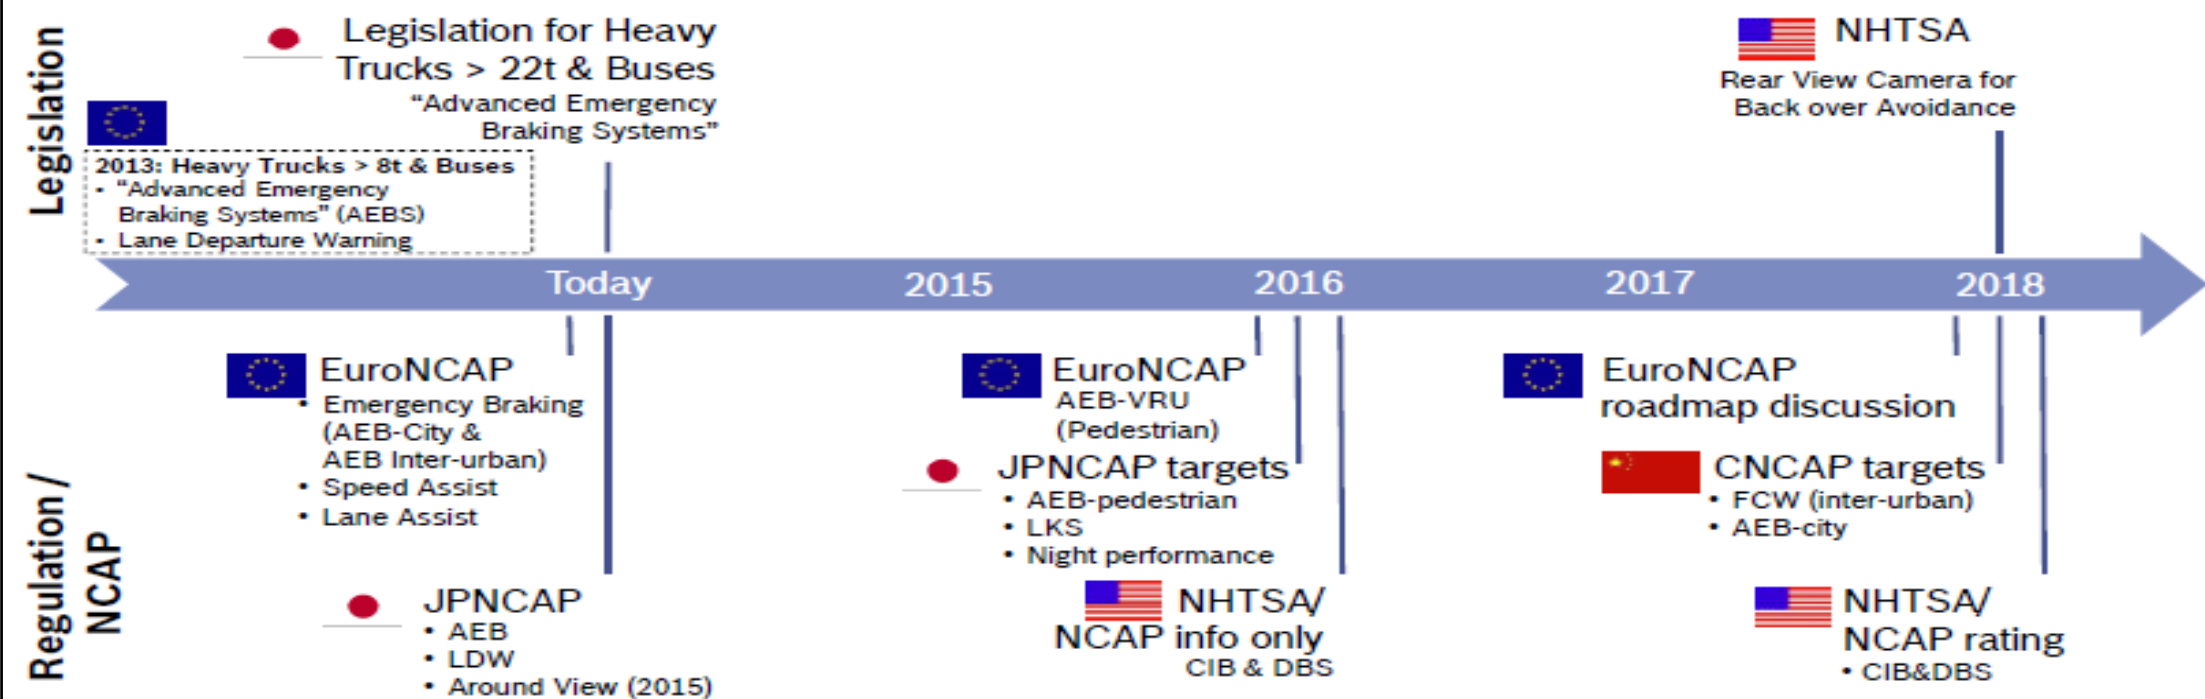 Legislation
Legislation for Heavy
Trucks > 22t & Buses
"Advanced Emergency
Braking Systems"
2013: Heavy Trucks > 8t & Buses
• "Advanced Emergency
Braking Systems" (AEBS)
• Lane Departure Warning
NHTSA
Rear View Camera for
Back over Avoidance
Today 2015 2016 2017 2018
Regulation /
NCAP
EuroNCAP
• Emergency Braking
(AEB-City &
AEB Inter-urban)
• Speed Assist
• Lane Assist
JPNCAP
• AEB
• LDW
• Around View (2015)
EuroNCAP
AEB-VRU
(Pedestrian)
JPNCAP targets
• AEB-pedestrian
• LKS
• Night performance
NHTSA/
NCAP info only
CIB & DBS
EuroNCAP
roadmap discussion
CNCAP targets
• FCW (inter-urban)
• AEB-city
NHTSA/
NCAP rating
• CIB&DBS